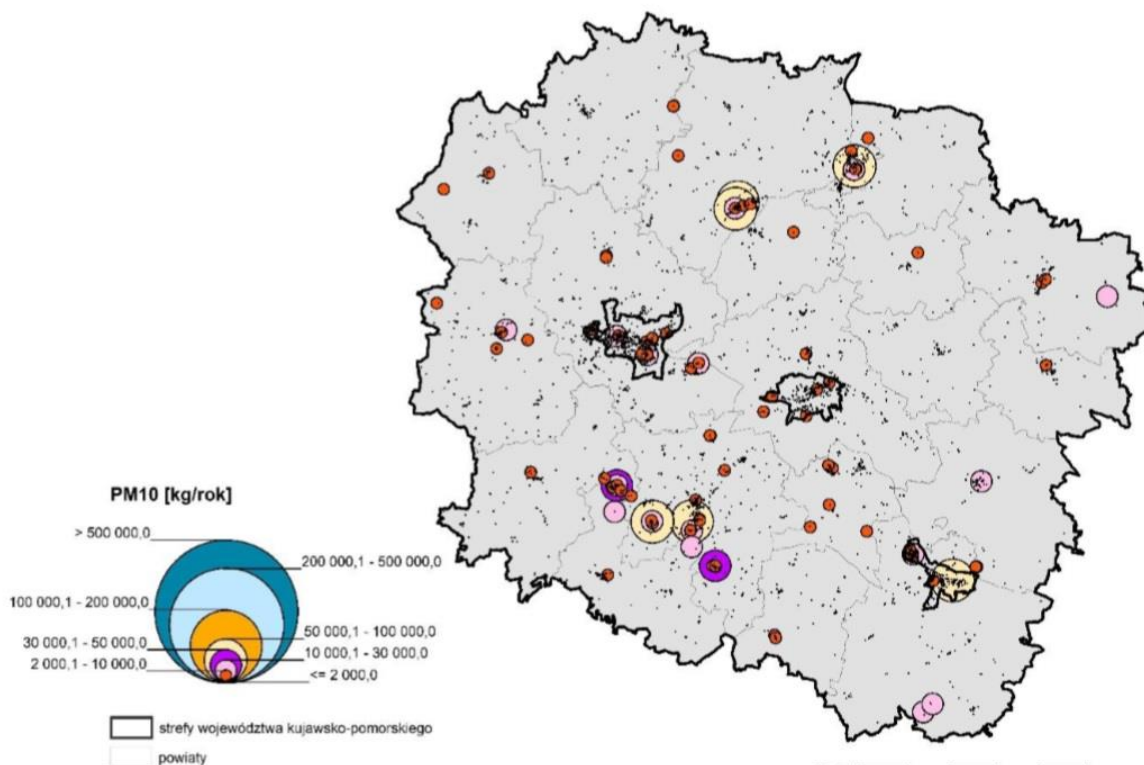 PM10 [kg/rok]
> 500 000,0
200 000,1 - 500 000,0
100 000,1 - 200 000,0
50 000,1 - 100 000,0
30 000,1 - 50 000,0
10 000,1 - 30 000,0
2 000,1 - 10 000,0
<= 2 000,0
strefy województwa kujawsko-pomorskiego
powiaty